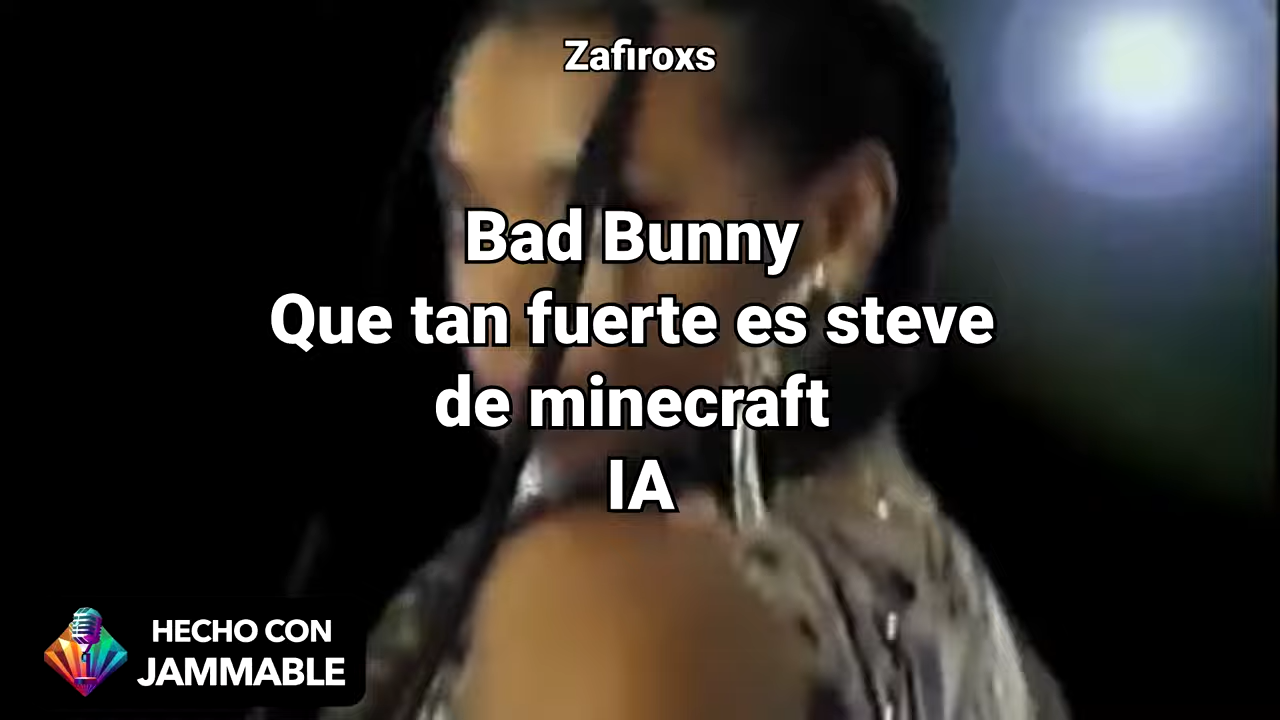 Zafiroxs
Bad Bunny
Que tan fuerte es steve
de minecraft
IA
HECHO CON
JAMMABLE